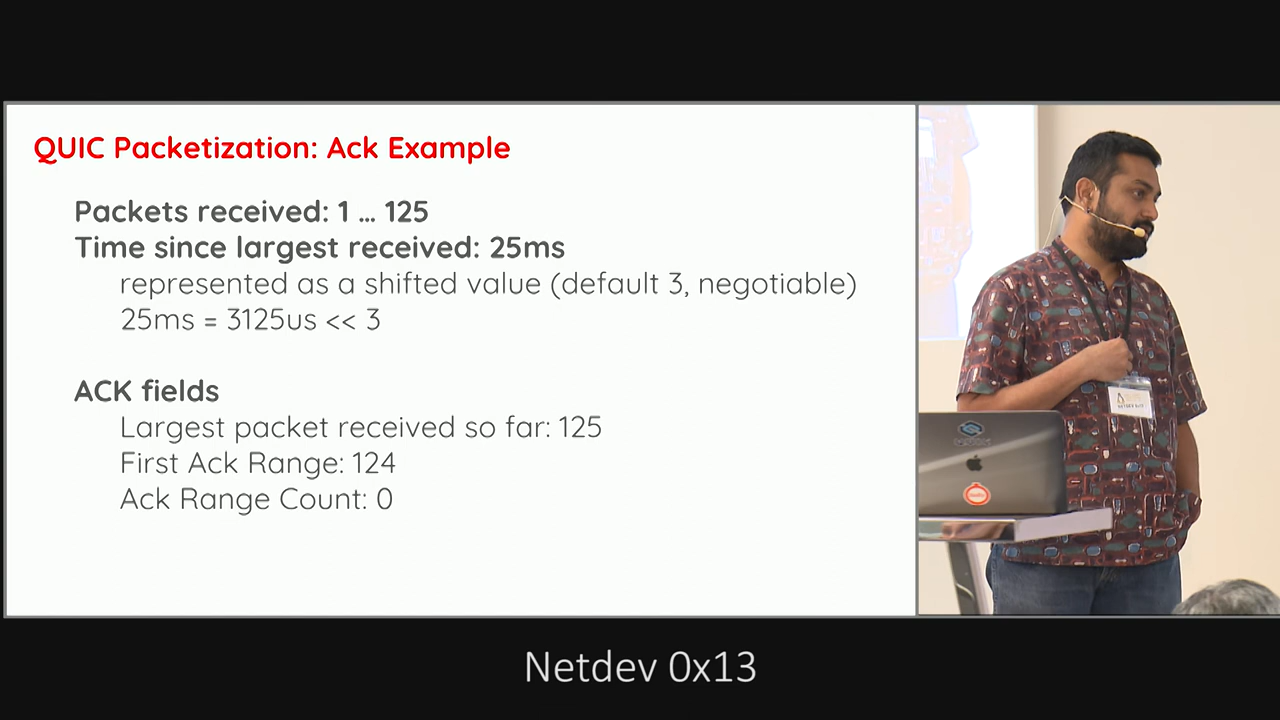 QUIC Packetization: Ack Example
Packets received: 1 ... 125
Time since largest received: 25ms
represented as a shifted value (default 3, negotiable)
25ms = 3125us << 3
ACK fields
Largest packet received so far: 125
First Ack Range: 124
Ack Range Count: 0
Netdev 0x13